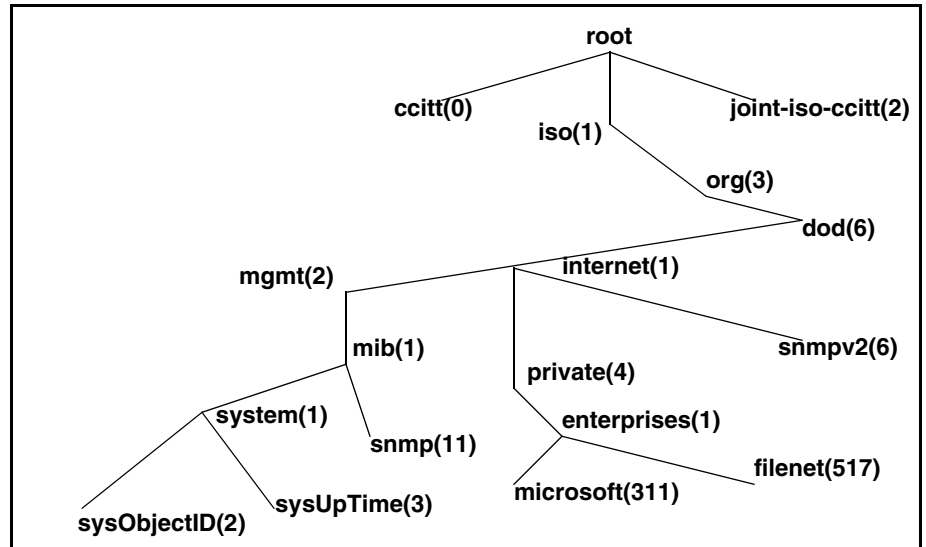 root
ccitt(0)
joint-iso-ccitt(2)
iso(1)
org(3)
dod(6)
internet(1)
mgmt(2)
mib(1)
snmpv2(6)
private(4)
system(1)
enterprises(1)
snmp(11)
filenet(517)
microsoft(311)
sysUpTime(3)
sysObjectID(2)